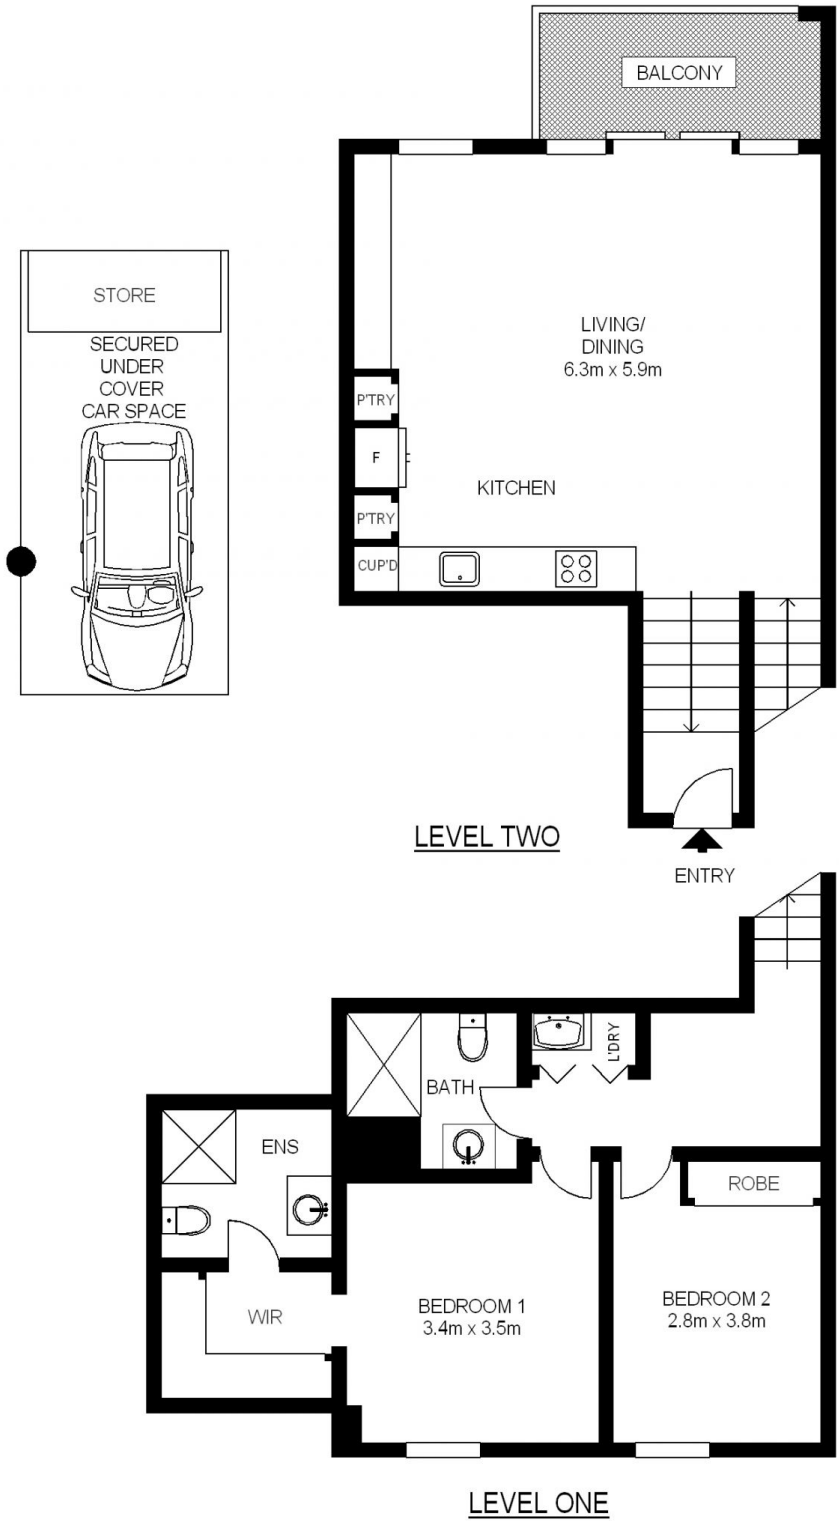 BALCONY
STORE
SECURED
UNDER
COVER
CAR SPACE
LIVING/
DINING
6.3m x 5.9m
P'TRY
F
KITCHEN
P'TRY
CUP'D
LEVEL TWO
ENTRY
L'DRY
BATH
ENS
ROBE
WIR
BEDROOM 1
3.4m x 3.5m
BEDROOM 2
2.8m x 3.8m
LEVEL ONE